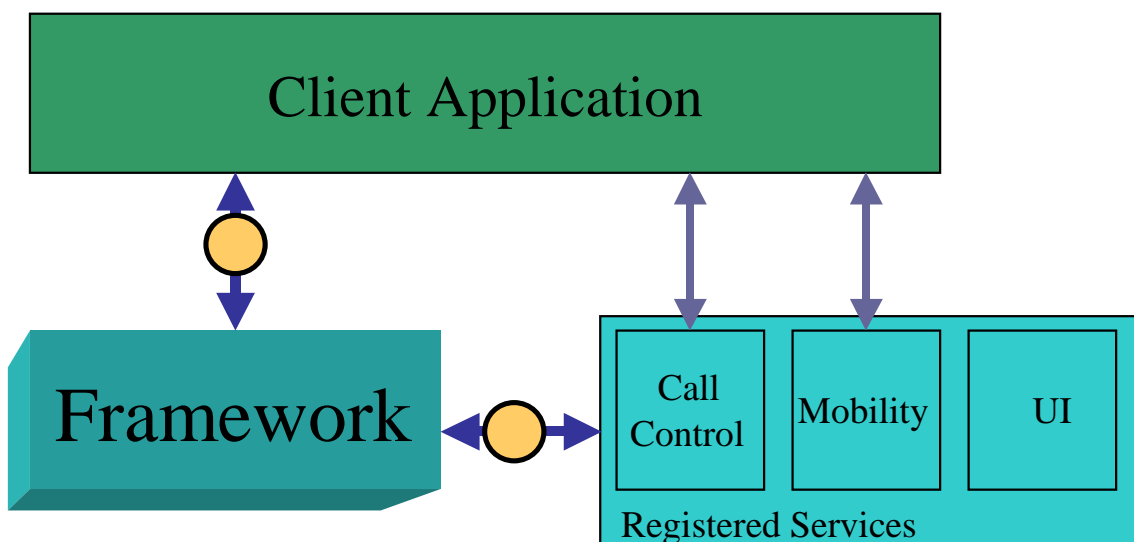 Client Application
Framework
Call
Control
Mobility
UI
Registered Services